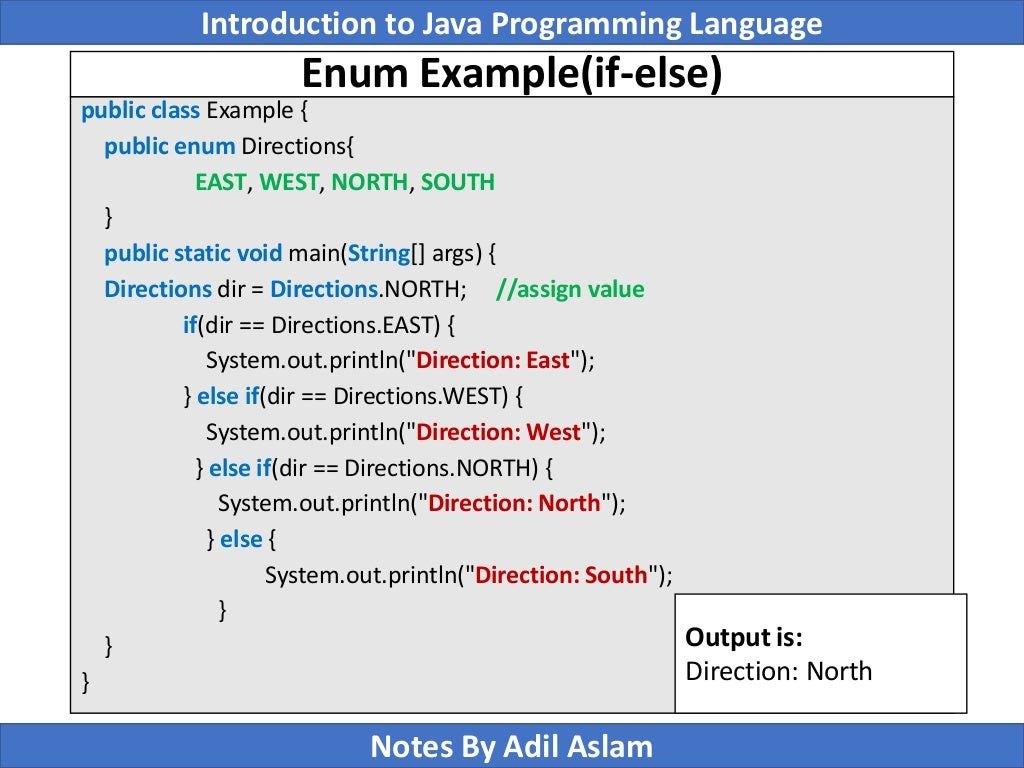 Introduction to Java Programming Language
Enum Example(if-else)
public class Example {
public enum Directions{
EAST, WEST, NORTH, SOUTH
}
public static void main(String[] args) {
Directions dir = Directions.NORTH; //assign value
if(dir == Directions.EAST) {
System.out.println("Direction: East");
} else if(dir == Directions.WEST) {
System.out.println("Direction: West");
} else if(dir == Directions.NORTH) {
System.out.println("Direction: North");
} else {
System.out.println("Direction: South");
}
}
}
Output is:
Direction: North
Notes By Adil Aslam